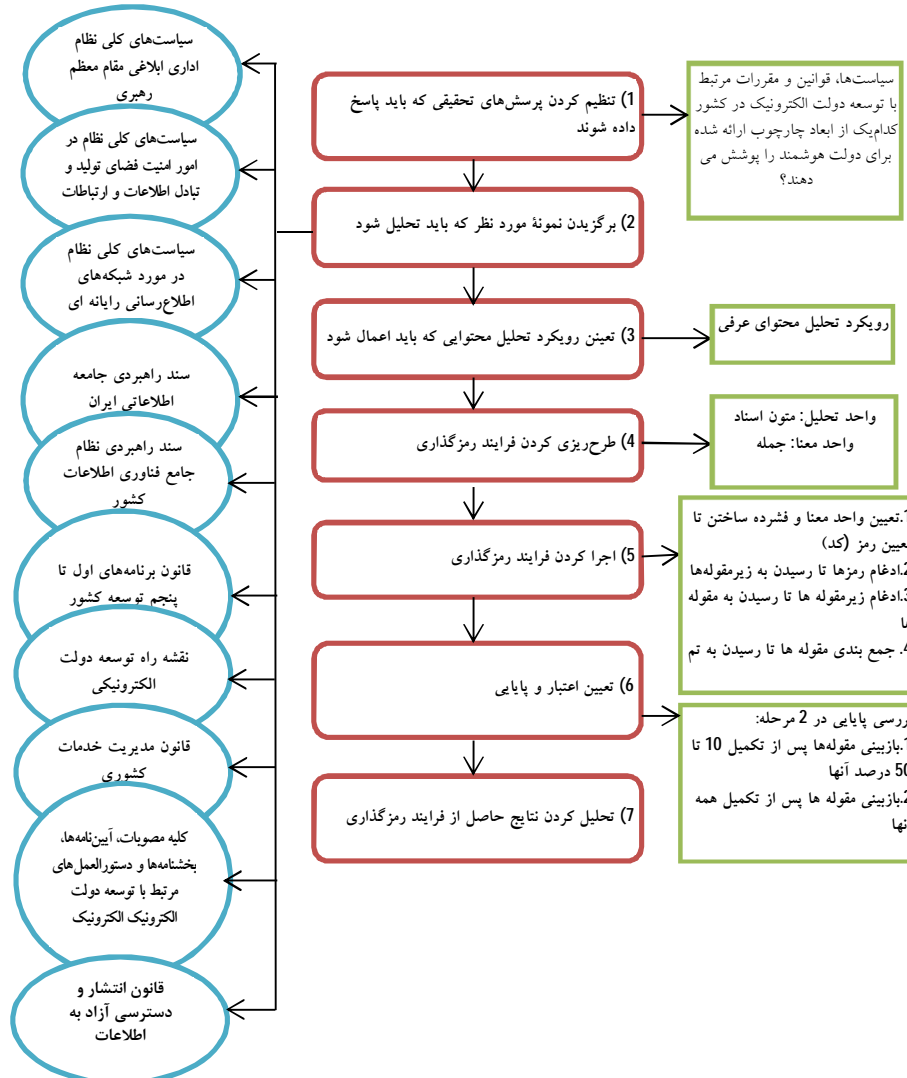 سیاست‌های کلی نظام
اداری ابلاغی مقام معظم
رهبری
سیاست‌های کلی نظام در
امور امنیت فضای تولید و
تبادل اطلاعات و ارتباطات
سیاست‌های کلی نظام
در مورد شبکه‌های
اطلاع‌رسانی رایانه ای
سند راهبردی جامعه
اطلاعاتی ایران
سند راهبردی نظام
جامع فناوری اطلاعات
کشور
قانون برنامه‌های اول تا
پنجم توسعه کشور
نقشه راه توسعه دولت
الکترونیکی
قانون مدیریت خدمات
کشوری
کلیه مصوبات، آیین‌نامه‌ها،
بخشنامه‌ها و دستورالعمل‌های
مرتبط با توسعه دولت
الکترونیک الکترونیک
قانون انتشار و
دسترسی آزاد به
اطلاعات
1) تنظیم کردن پرسش‌های تحقیقی که باید پاسخ
داده شوند
2) برگزیدن نمونۀ مورد نظر که باید تحلیل شود
3) تعینن رویکرد تحلیل محتوایی که باید اعمال شود
4) طرح‌ریزی کردن فرایند رمزگذاری
5) اجرا کردن فرایند رمزگذاری
6) تعیین اعتبار و پایایی
7) تحلیل کردن نتایج حاصل از فرایند رمزگذاری
سیاست‌ها، قوانین و مقررات مرتبط
با توسعه دولت الکترونیک در کشور
کدام‌یک از ابعاد چارچوب ارائه شده
برای دولت هوشمند را پوشش می
دهند؟
رویکرد تحلیل محتوای عرفی
واحد تحلیل: متون اسناد
واحد معنا: جمله
1.تعیین واحد معنا و فشرده ساختن تا
تعیین رمز (کد)
2.ادغام رمزها تا رسیدن به زیرمقوله‌ها
3.ادغام زیرمقوله ها تا رسیدن به مقوله
ها
4. جمع بندی مقوله ها تا رسیدن به تم
بررسی پایایی در 2 مرحله:
1.بازبینی مقوله‌ها پس از تکمیل 10 تا
50 درصد آنها
2.بازبینی مقوله ها پس از تکمیل همه
آنها